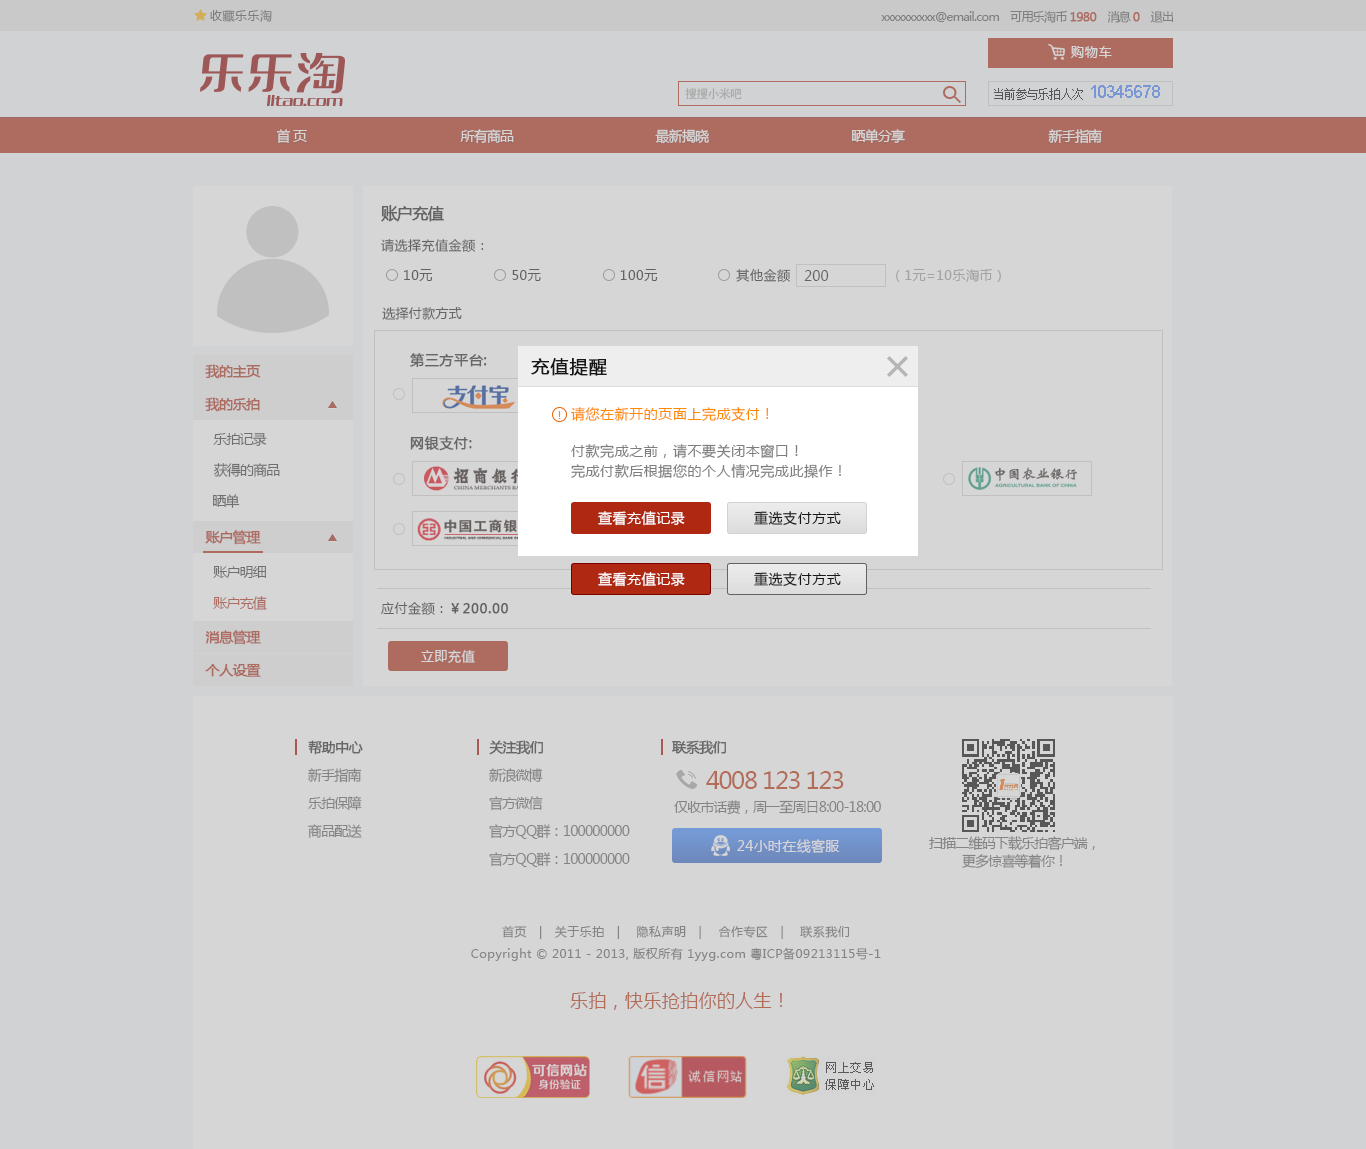 收藏乐乐淘
xxxxxxxxxx@email.com 可用乐淘币 1980 消息 0 退出
购物车
乐乐淘
lltao.com
搜搜小米吧
当前参与乐拍人次 10345678
首 页 所有商品 最新揭晓 晒单分享 新手指南
我的主页
我的乐拍
乐拍记录
获得的商品
晒单
账户管理
账户明细
账户充值
消息管理
个人设置
账户充值
请选择充值金额：
10元 50元 100元 其他金额 200 （1元=10乐淘币）
选择付款方式
第三方平台:
支付宝
网银支付:
招商银行
CHINA MERCHANTS BA
中国农业银行
AGRICULTURAL BANK OF CHINA
中国工商银
INDUSTRIAL AND COMMERCIAL BANK
充值提醒
请您在新开的页面上完成支付！
付款完成之前，请不要关闭本窗口！
完成付款后根据您的个人情况完成此操作！
查看充值记录 重选支付方式
查看充值记录 重选支付方式
应付金额： ¥ 200.00
立即充值
帮助中心
新手指南
乐拍保障
商品配送
关注我们
新浪微博
官方微信
官方QQ群：100000000
官方QQ群：100000000
联系我们
4008 123 123
仅收市话费，周一至周日8:00-18:00
24小时在线客服
扫描二维码下载乐拍客户端，
更多惊喜等着你！
首页 | 关于乐拍 | 隐私声明 | 合作专区 | 联系我们
Copyright © 2011 - 2013, 版权所有 1yyg.com 粤ICP备09213115号-1
乐拍，快乐抢拍你的人生！
可信网站
身份验证
信 诚信网站
网上交易
保障中心